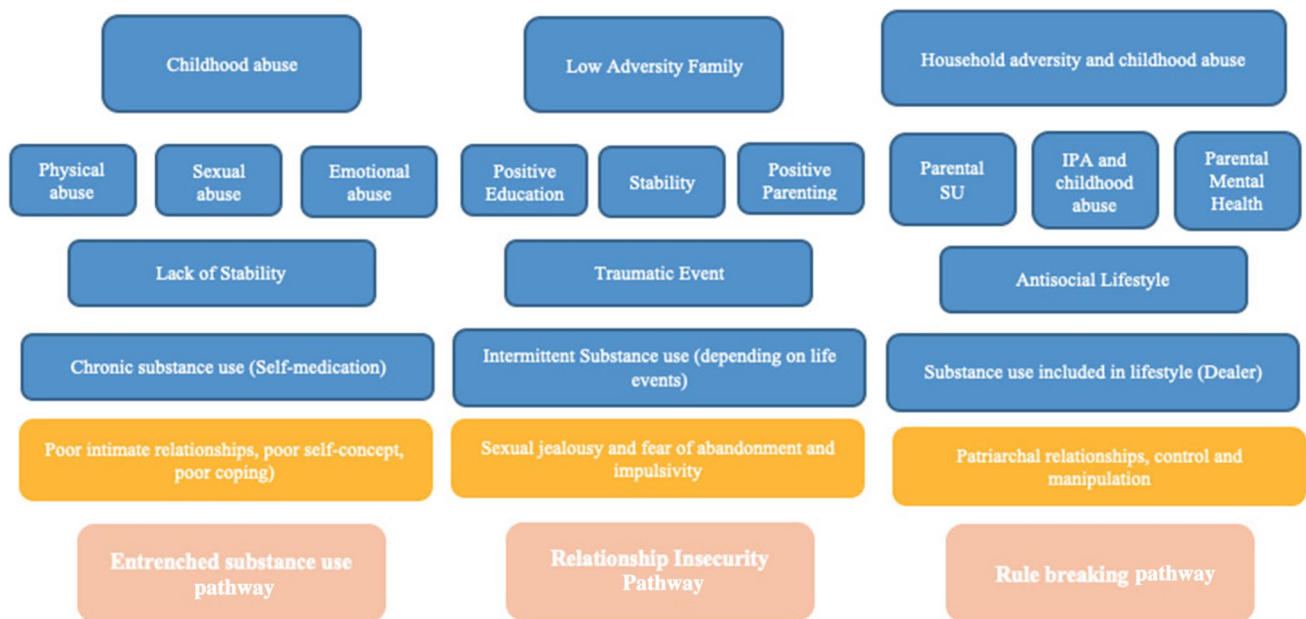 Childhood abuse
Low Adversity Family
Household adversity and childhood abuse
Physical
abuse
Sexual
abuse
Emotional
abuse
Positive
Education
Stability
Positive
Parenting
Parental
SU
IPA and
childhood
abuse
Parental
Mental
Health
Lack of Stability
Traumatic Event
Antisocial Lifestyle
Chronic substance use (Self-medication)
Intermittent Substance use (depending on life
events)
Substance use included in lifestyle (Dealer)
Poor intimate relationships, poor self-concept,
poor coping)
Sexual jealousy and fear of abandonment and
impulsivity
Patriarchal relationships, control and
manipulation
Entrenched substance use
pathway
Relationship Insecurity
Pathway
Rule breaking pathway